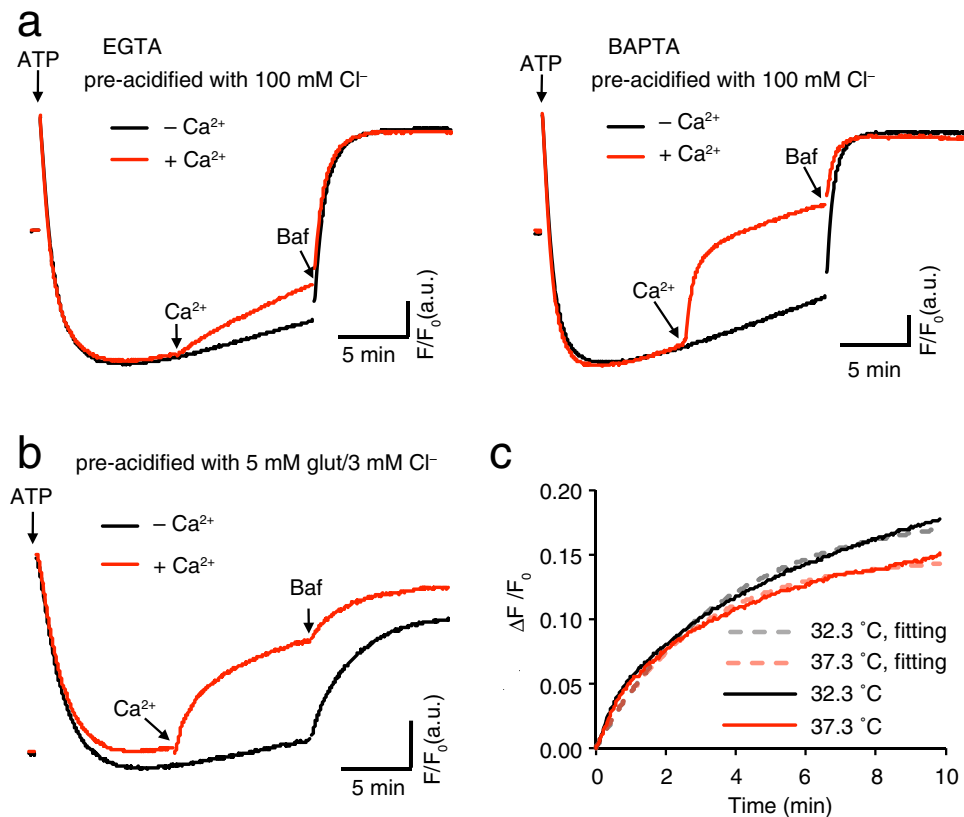 a
EGTA
ATP
pre-acidified with 100 mM Cl⁻
– Ca²⁺
+ Ca²⁺
Baf
Ca²⁺
F/F₀(a.u.)
5 min
BAPTA
ATP
pre-acidified with 100 mM Cl⁻
– Ca²⁺
+ Ca²⁺
Baf
Ca²⁺
F/F₀(a.u.)
5 min
b
pre-acidified with 5 mM glut/3 mM Cl⁻
ATP
– Ca²⁺
+ Ca²⁺
Baf
Ca²⁺
F/F₀(a.u.)
5 min
c
0.20
0.15
0.10
0.05
0.00
ΔF /F₀
32.3 ˚C, fitting
37.3 ˚C, fitting
32.3 ˚C
37.3 ˚C
0 2 4 6 8 10
Time (min)